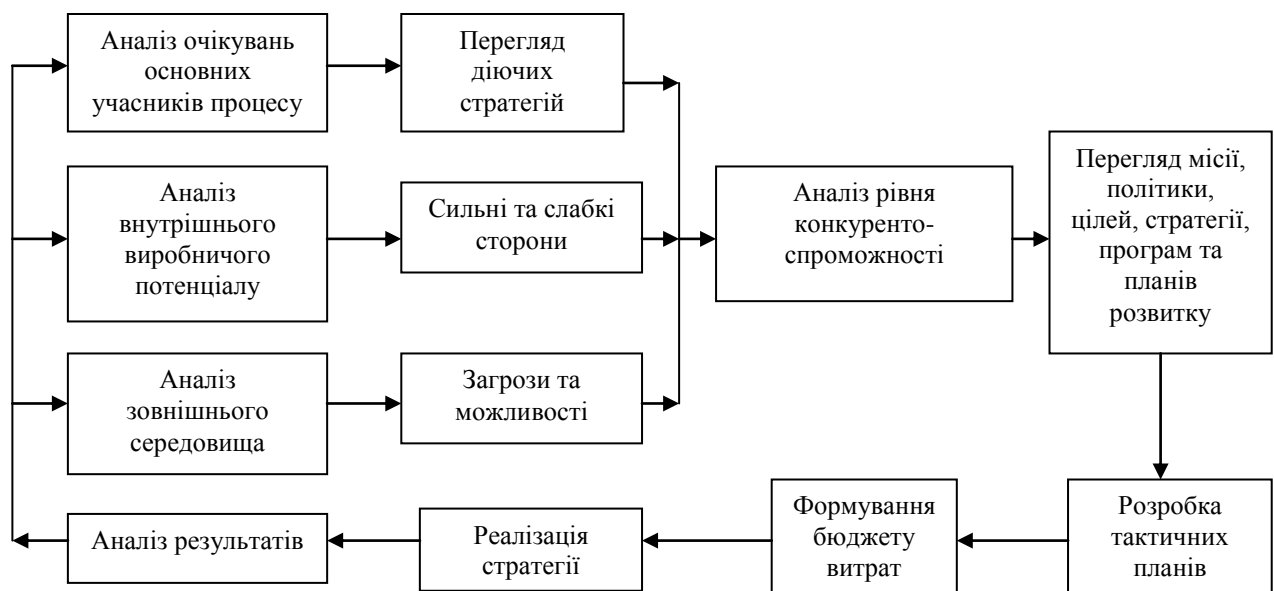 Аналіз очікувань
основних
учасників процесу
Перегляд
діючих
стратегій
Аналіз
внутрішнього
виробничого
потенціалу
Сильні та слабкі
сторони
Аналіз рівня
конкуренто-
спроможності
Перегляд місії,
політики,
цілей, стратегії,
програм та
планів
розвитку
Аналіз
зовнішнього
середовища
Загрози та
можливості
Аналіз результатів
Реалізація
стратегії
Формування
бюджету
витрат
Розробка
тактичних
планів